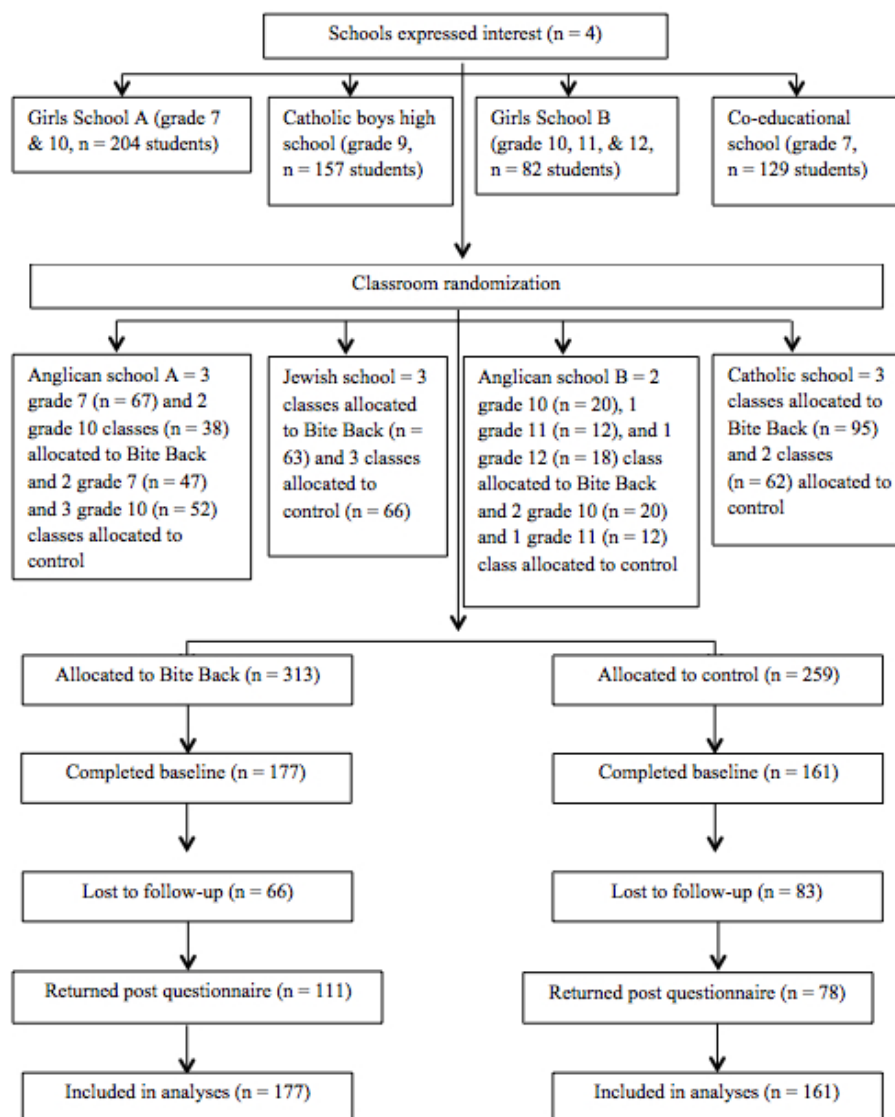 Schools expressed interest (n = 4)
Girls School A (grade 7
& 10, n = 204 students)
Catholic boys high
school (grade 9,
n = 157 students)
Girls School B
(grade 10, 11, & 12,
n = 82 students)
Co-educational
school (grade 7,
n = 129 students)
Classroom randomization
Anglican school A = 3
grade 7 (n = 67) and 2
grade 10 classes (n = 38)
allocated to Bite Back
and 2 grade 7 (n = 47)
and 3 grade 10 (n = 52)
classes allocated to
control
Jewish school = 3
classes allocated
to Bite Back (n =
63) and 3 classes
allocated to
control (n = 66)
Anglican school B = 2
grade 10 (n = 20), 1
grade 11 (n = 12), and 1
grade 12 (n = 18) class
allocated to Bite Back
and 2 grade 10 (n = 20)
and 1 grade 11 (n = 12)
class allocated to control
Catholic school = 3
classes allocated to
Bite Back (n = 95)
and 2 classes
(n = 62) allocated to
control
Allocated to Bite Back (n = 313)
Allocated to control (n = 259)
Completed baseline (n = 177)
Completed baseline (n = 161)
Lost to follow-up (n = 66)
Lost to follow-up (n = 83)
Returned post questionnaire (n = 111)
Returned post questionnaire (n = 78)
Included in analyses (n = 177)
Included in analyses (n = 161)